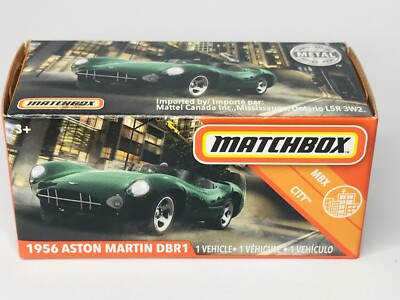 METAL
MATCHBOX
Imported by/ Importé par:
Mattel Canada Inc., Mississauga, Ontario L5R 3W2
3+
MATCHBOX
MBX
CITY™
1956 ASTON MARTIN DBR1
1 VEHICLE • 1 VÉHICULE • 1 VEHÍCULO